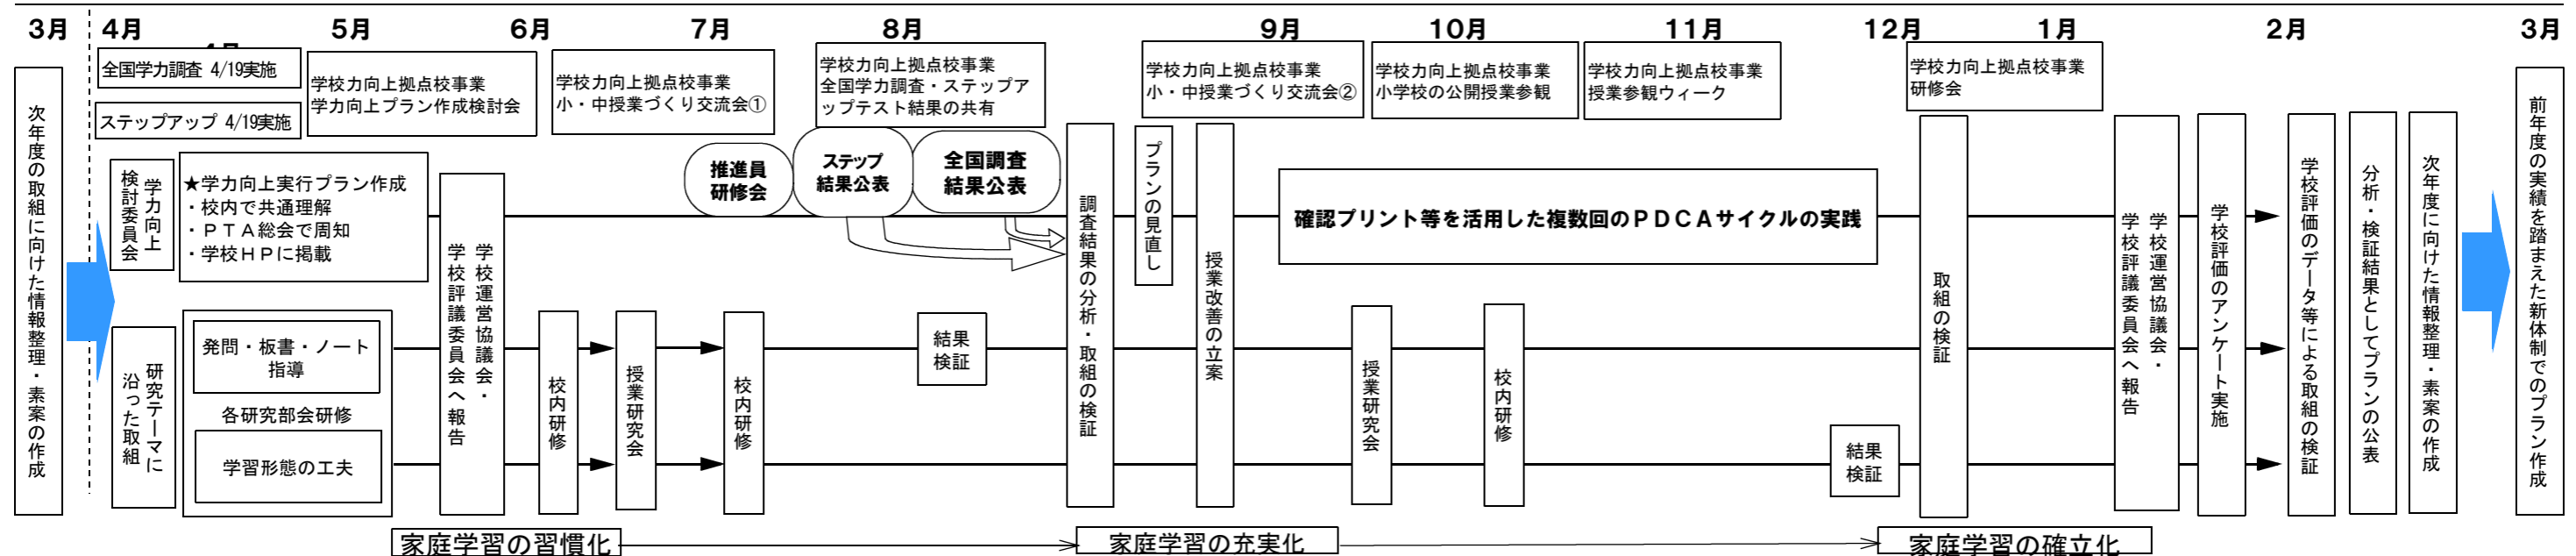 3月
4月
5月
6月
7月
8月
9月
10月
11月
12月
1月
2月
3月
次年度の取組に向けた情報整理・素案の作成
全国学力調査 4/19実施
ステップアップ 4/19実施
学校力向上拠点校事業
学力向上プラン作成検討会
学校力向上拠点校事業
小・中授業づくり交流会①
学校力向上拠点校事業
全国学力調査・ステップア
ップテスト結果の共有
学校力向上拠点校事業
小・中授業づくり交流会②
学校力向上拠点校事業
小学校の公開授業参観
学校力向上拠点校事業
授業参観ウィーク
学校力向上拠点校事業
研修会
学力向上
検討委員会
★学力向上実行プラン作成
・校内で共通理解
・PTA総会で周知
・学校HPに掲載
研究テーマに
沿った取組
発問・板書・ノート
指導
各研究部会研修
学習形態の工夫
学校運営協議会・
学校評議委員会へ報告
校内研修
授業研究会
校内研修
推進員
研修会
ステップ
結果公表
全国調査
結果公表
結果
検証
調査結果の分析・取組の検証
プランの見直し
授業改善の立案
確認プリント等を活用した複数回のPDCAサイクルの実践
授業研究会
校内研修
結果
検証
取組の検証
学校運営協議会・
学校評議委員会へ報告
学校評価のアンケート実施
学校評価のデータ等による取組の検証
分析・検証結果としてプランの公表
次年度に向けた情報整理・素案の作成
前年度の実績を踏まえた新体制でのプラン作成
家庭学習の習慣化
家庭学習の充実化
家庭学習の確立化